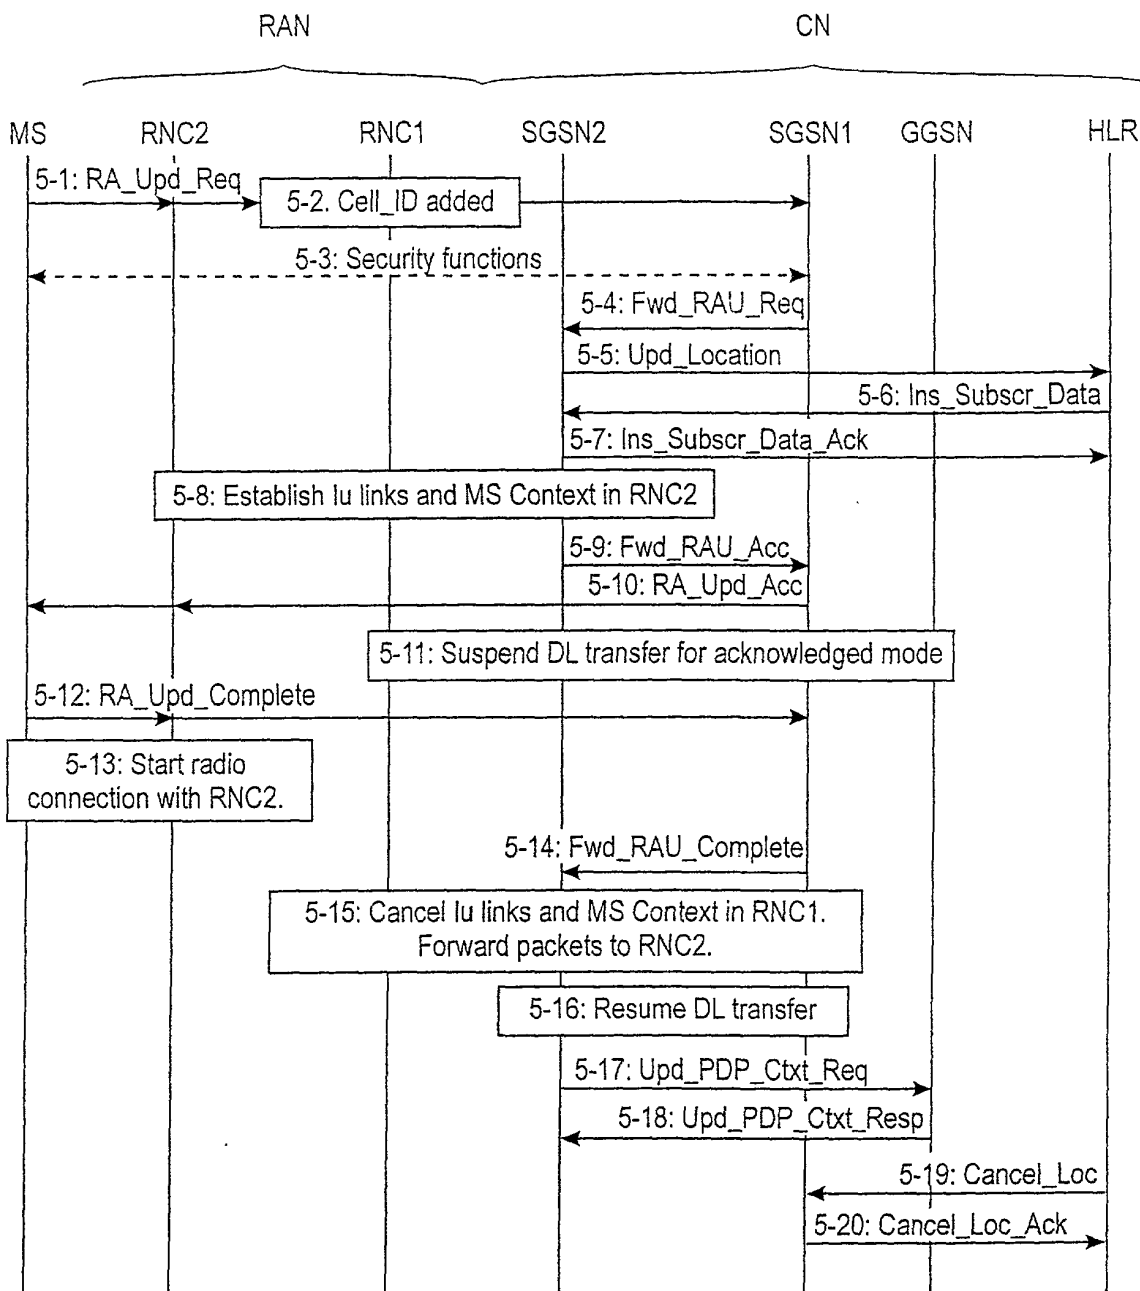 RAN CN
MS RNC2 RNC1 SGSN2 SGSN1 GGSN HLR
5-1: RA_Upd_Req
5-2. Cell_ID added
5-3: Security functions
5-4: Fwd_RAU_Req
5-5: Upd_Location
5-6: Ins_Subscr_Data
5-7: Ins_Subscr_Data_Ack
5-8: Establish Iu links and MS Context in RNC2
5-9: Fwd_RAU_Acc
5-10: RA_Upd_Acc
5-11: Suspend DL transfer for acknowledged mode
5-12: RA_Upd_Complete
5-13: Start radio
connection with RNC2.
5-14: Fwd_RAU_Complete
5-15: Cancel Iu links and MS Context in RNC1.
Forward packets to RNC2.
5-16: Resume DL transfer
5-17: Upd_PDP_Ctxt_Req
5-18: Upd_PDP_Ctxt_Resp
5-19: Cancel_Loc
5-20: Cancel_Loc_Ack